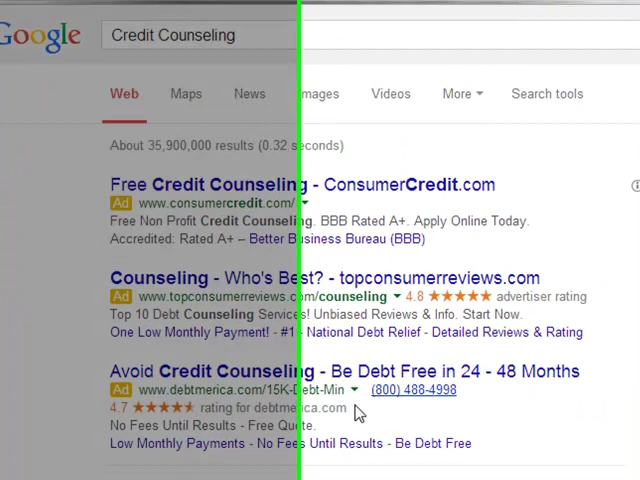 Google
Credit Counseling
Web Maps News Images Videos More Search tools
About 35,900,000 results (0.32 seconds)
Free Credit Counseling - ConsumerCredit.com
Ad www.consumercredit.com/
Free Non Profit Credit Counseling. BBB Rated A+. Apply Online Today.
Accredited: Rated A+ – Better Business Bureau (BBB)
Counseling - Who's Best? - topconsumerreviews.com
Ad www.topconsumerreviews.com/counseling 4.8 ★★★★★ advertiser rating
Top 10 Debt Counseling Services! Unbiased Reviews & Info. Start Now.
One Low Monthly Payment! - #1 - National Debt Relief - Detailed Reviews & Rating
Avoid Credit Counseling - Be Debt Free in 24 - 48 Months
Ad www.debtmerica.com/15K-Debt-Min (800) 488-4998
4.7 ★★★★★ rating for debtmerica.com
No Fees Until Results - Free Quote.
Low Monthly Payments - No Fees Until Results - Be Debt Free